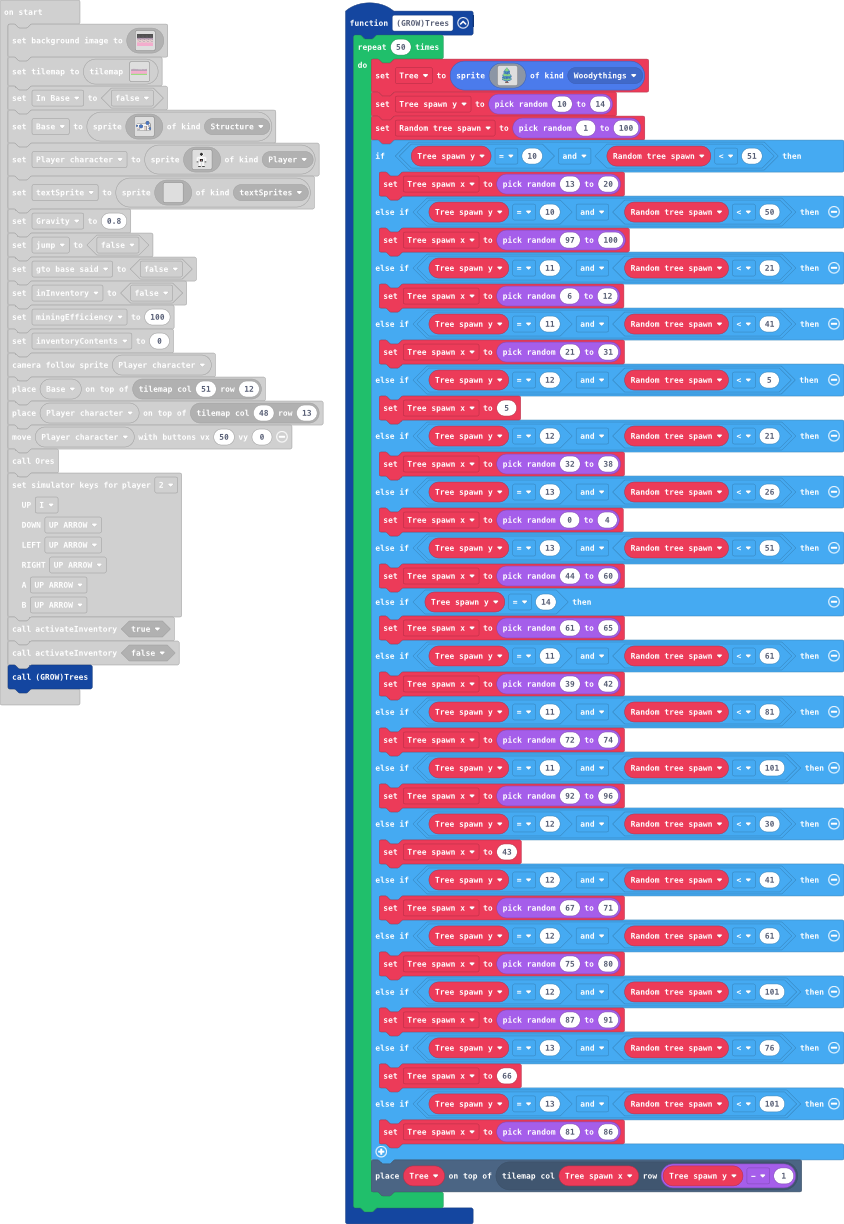 on start
set background image to
set tilemap to tilemap
set In Base to false
set Base to sprite of kind Structure
set Player character to sprite of kind Player
set textSprite to sprite of kind textSprites
set Gravity to 0.8
set jump to false
set gto base said to false
set inInventory to false
set miningEfficiency to 100
set inventoryContents to 0
camera follow sprite Player character
place Base on top of tilemap col 51 row 12
place Player character on top of tilemap col 48 row 13
move Player character with buttons vx 50 vy 0
call Ores
set simulator keys for player 2
UP I
DOWN UP ARROW
LEFT UP ARROW
RIGHT UP ARROW
A UP ARROW
B UP ARROW
call activateInventory true
call activateInventory false
call (GROW)Trees
function (GROW)Trees
repeat 50 times
do
set Tree to sprite of kind Woodythings
set Tree spawn y to pick random 10 to 14
set Random tree spawn to pick random 1 to 100
if Tree spawn y = 10 and Random tree spawn < 51 then
set Tree spawn x to pick random 13 to 20
else if Tree spawn y = 10 and Random tree spawn < 50 then
set Tree spawn x to pick random 97 to 100
else if Tree spawn y = 11 and Random tree spawn < 21 then
set Tree spawn x to pick random 6 to 12
else if Tree spawn y = 11 and Random tree spawn < 41 then
set Tree spawn x to pick random 21 to 31
else if Tree spawn y = 12 and Random tree spawn < 5 then
set Tree spawn x to 5
else if Tree spawn y = 12 and Random tree spawn < 21 then
set Tree spawn x to pick random 32 to 38
else if Tree spawn y = 13 and Random tree spawn < 26 then
set Tree spawn x to pick random 0 to 4
else if Tree spawn y = 13 and Random tree spawn < 51 then
set Tree spawn x to pick random 44 to 60
else if Tree spawn y = 14 then
set Tree spawn x to pick random 61 to 65
else if Tree spawn y = 11 and Random tree spawn < 61 then
set Tree spawn x to pick random 39 to 42
else if Tree spawn y = 11 and Random tree spawn < 81 then
set Tree spawn x to pick random 72 to 74
else if Tree spawn y = 11 and Random tree spawn < 101 then
set Tree spawn x to pick random 92 to 96
else if Tree spawn y = 12 and Random tree spawn < 30 then
set Tree spawn x to 43
else if Tree spawn y = 12 and Random tree spawn < 41 then
set Tree spawn x to pick random 67 to 71
else if Tree spawn y = 12 and Random tree spawn < 61 then
set Tree spawn x to pick random 75 to 80
else if Tree spawn y = 12 and Random tree spawn < 101 then
set Tree spawn x to pick random 87 to 91
else if Tree spawn y = 13 and Random tree spawn < 76 then
set Tree spawn x to 66
else if Tree spawn y = 13 and Random tree spawn < 101 then
set Tree spawn x to pick random 81 to 86
place Tree on top of tilemap col Tree spawn x row Tree spawn y - 1